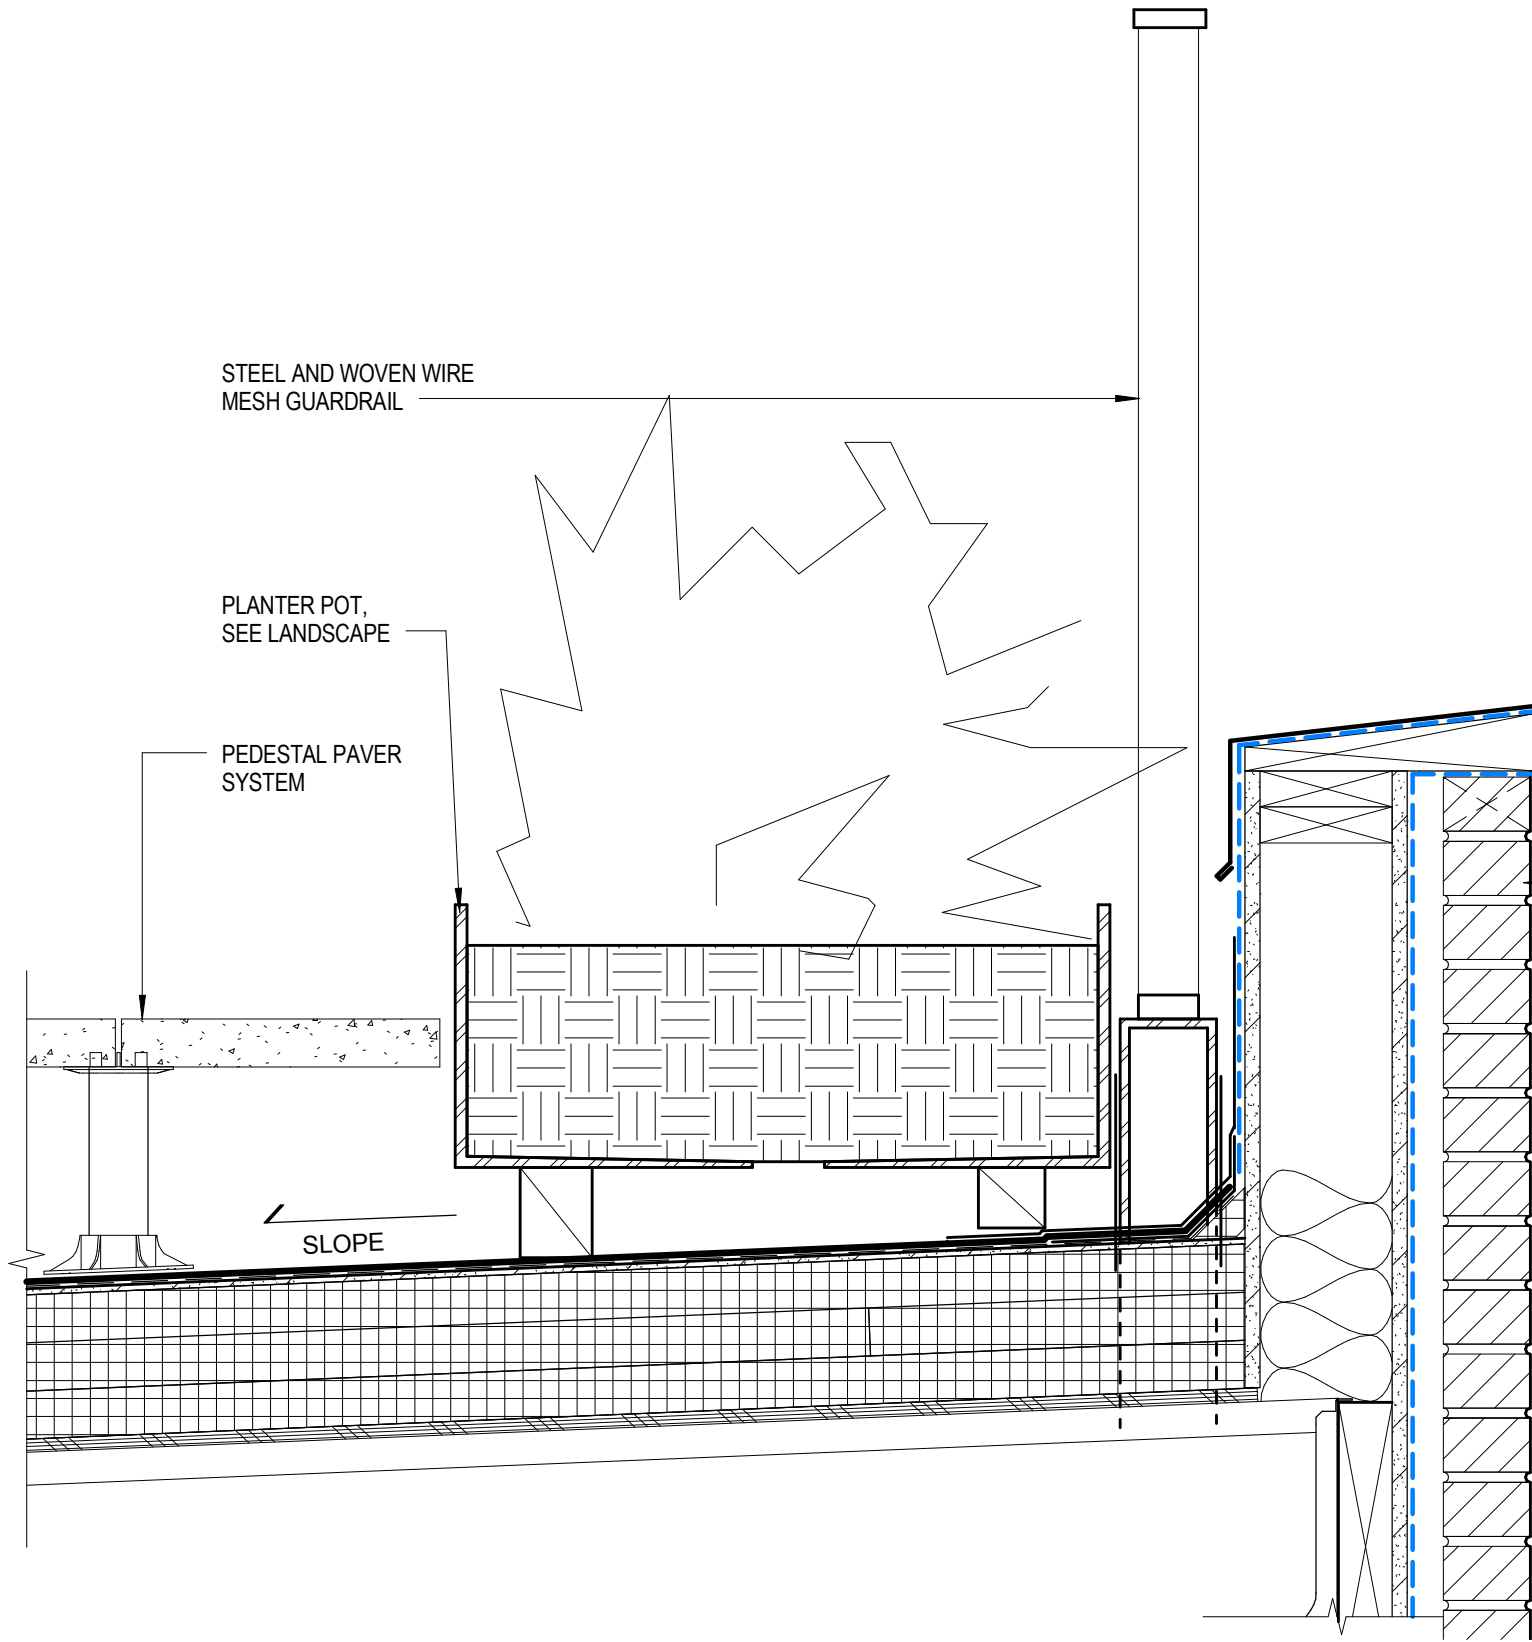 STEEL AND WOVEN WIRE
MESH GUARDRAIL
PLANTER POT,
SEE LANDSCAPE
PEDESTAL PAVER
SYSTEM
SLOPE